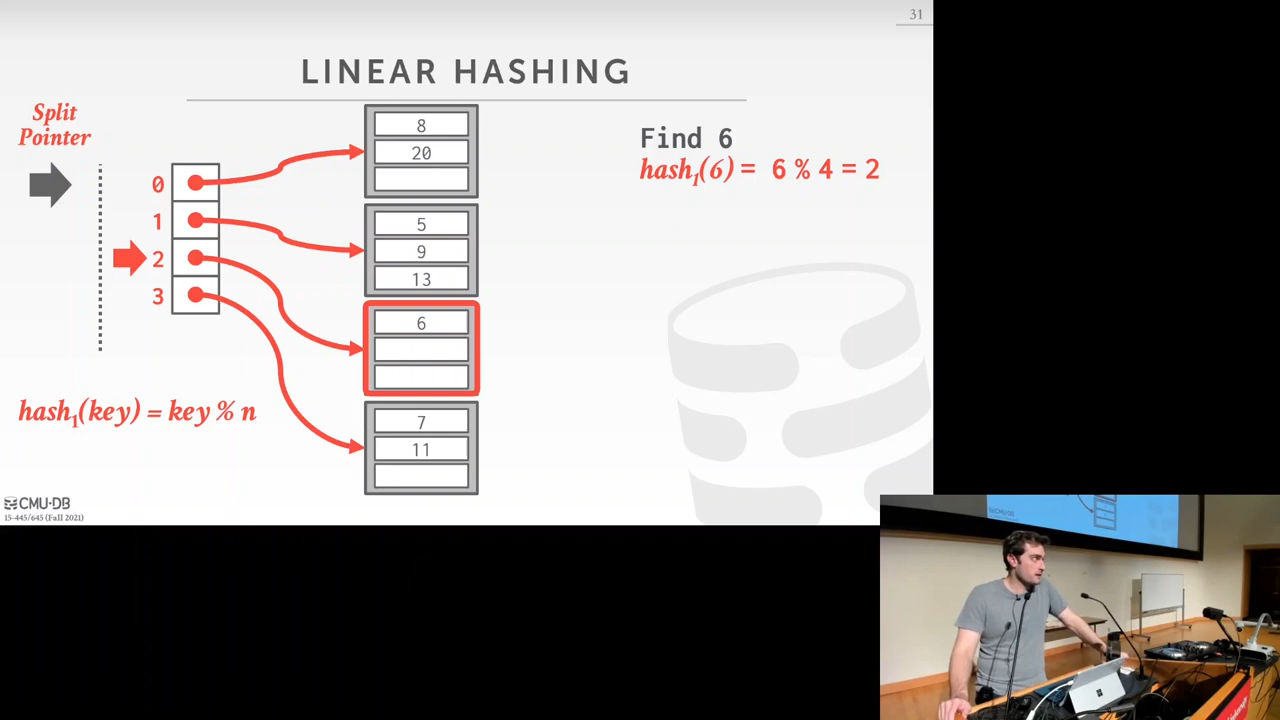 31
LINEAR HASHING
Split
Pointer
0
1
2
3
8
20
5
9
13
6
7
11
Find 6
hash₁(6) = 6 % 4 = 2
hash₁(key) = key % n
CMU·DB
15-445/645 (Fall 2021)